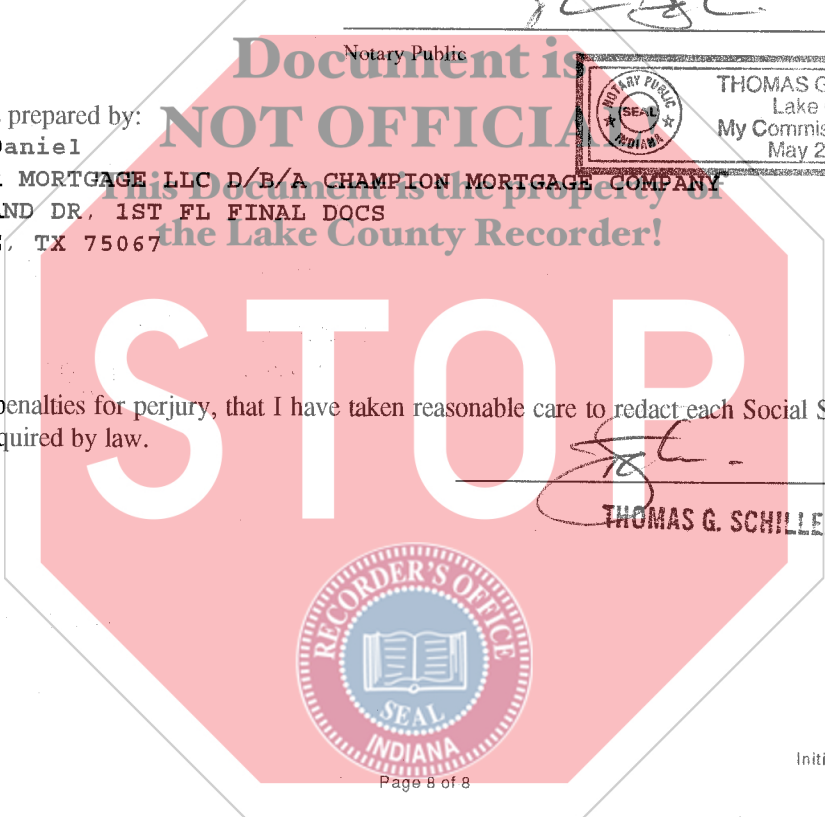 Document is
Notary Public
THOMAS G
NOTARY PUBLIC
SEAL
INDIANA
Lake
My Commis
May 2
prepared by:
NOT OFFICIAL
Daniel
MORTGAGE LLC D/B/A CHAMPION MORTGAGE COMPANY
This Document is the property of
ND DR, 1ST FL FINAL DOCS
the Lake County Recorder!
, TX 75067
STOP
penalties for perjury, that I have taken reasonable care to redact each Social S
quired by law.
THOMAS G. SCHILLE
RECORDER'S OFFICE
SEAL
INDIANA
Initi
Page 8 of 8